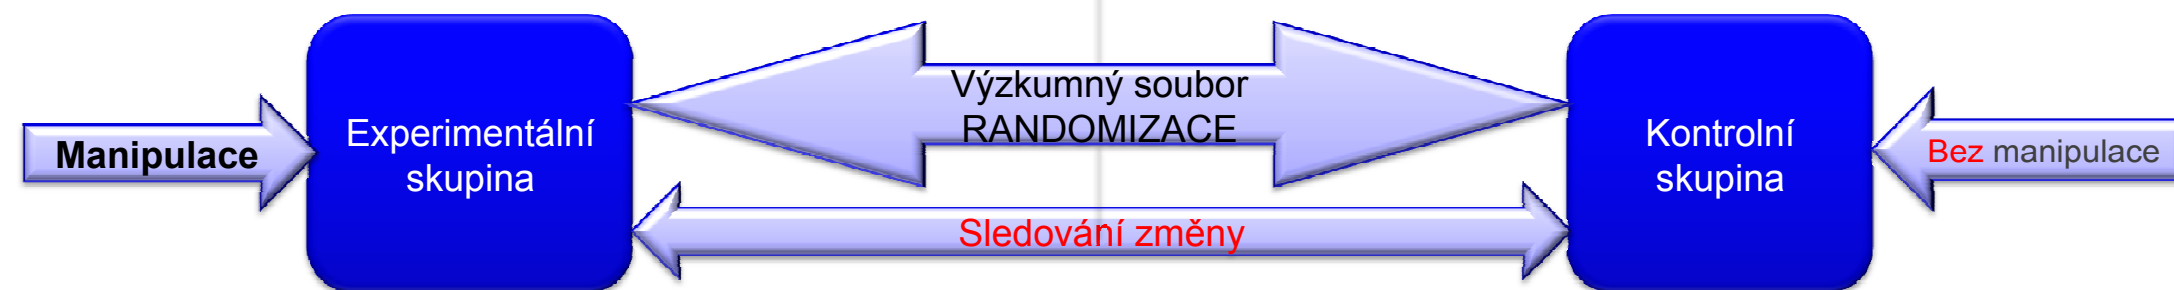 Manipulace
Experimentální
skupina
Výzkumný soubor
RANDOMIZACE
Sledování změny
Kontrolní
skupina
Bez manipulace